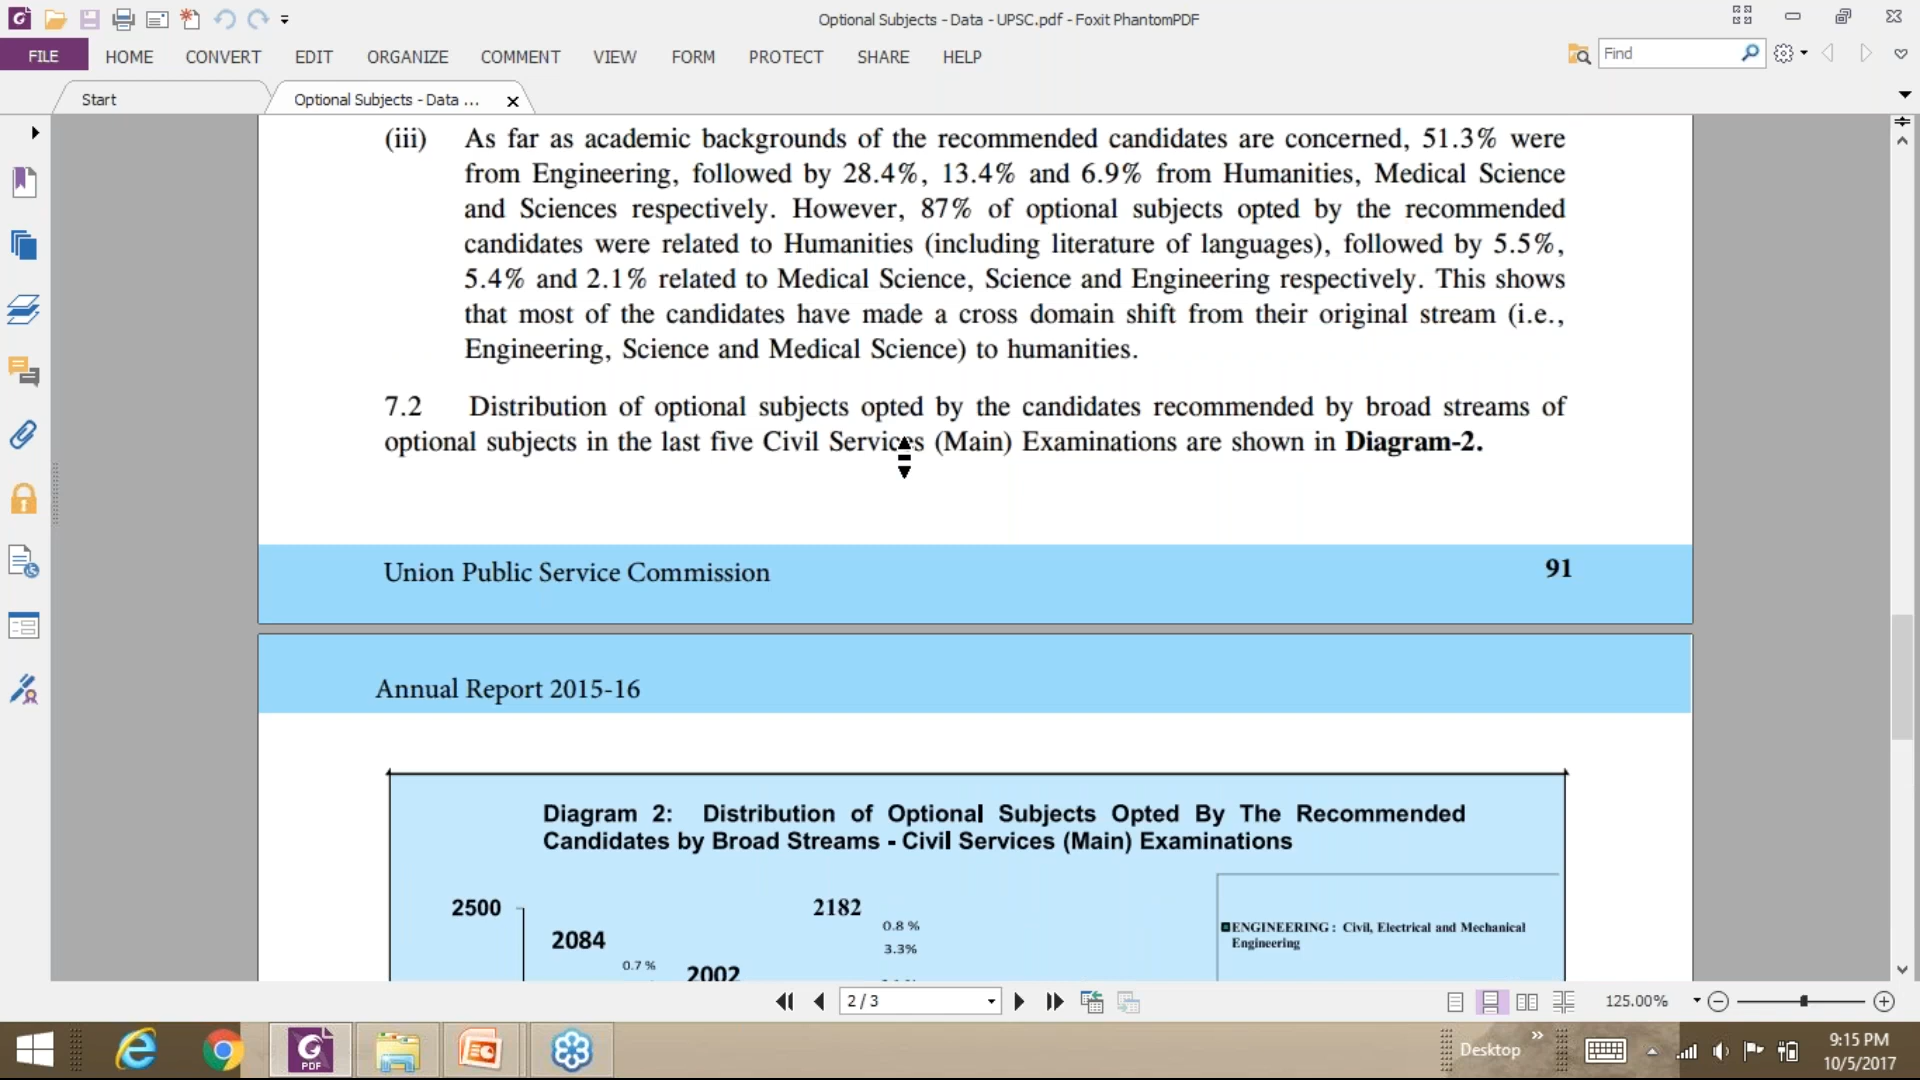 Optional Subjects - Data - UPSC.pdf - Foxit PhantomPDF
FILE HOME CONVERT EDIT ORGANIZE COMMENT VIEW FORM PROTECT SHARE HELP
Find
Start
Optional Subjects - Data ...
(iii) As far as academic backgrounds of the recommended candidates are concerned, 51.3% were
from Engineering, followed by 28.4%, 13.4% and 6.9% from Humanities, Medical Science
and Sciences respectively. However, 87% of optional subjects opted by the recommended
candidates were related to Humanities (including literature of languages), followed by 5.5%,
5.4% and 2.1% related to Medical Science, Science and Engineering respectively. This shows
that most of the candidates have made a cross domain shift from their original stream (i.e.,
Engineering, Science and Medical Science) to humanities.
7.2 Distribution of optional subjects opted by the candidates recommended by broad streams of
optional subjects in the last five Civil Services (Main) Examinations are shown in Diagram-2.
Union Public Service Commission
91
Annual Report 2015-16
Diagram 2: Distribution of Optional Subjects Opted By The Recommended
Candidates by Broad Streams - Civil Services (Main) Examinations
2500
2182
0.8 %
ENGINEERING : Civil, Electrical and Mechanical
Engineering
2084
3.3%
0.7 %
2002
2 / 3
125.00%
PDF
Desktop
9:15 PM
10/5/2017